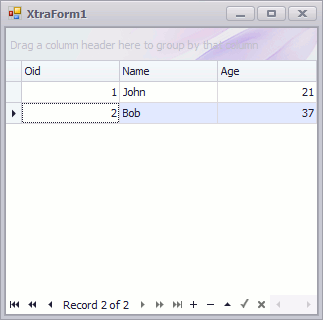 XtraForm1
Drag a column header here to group by that column
Oid Name Age
1 John 21
2 Bob 37
Record 2 of 2